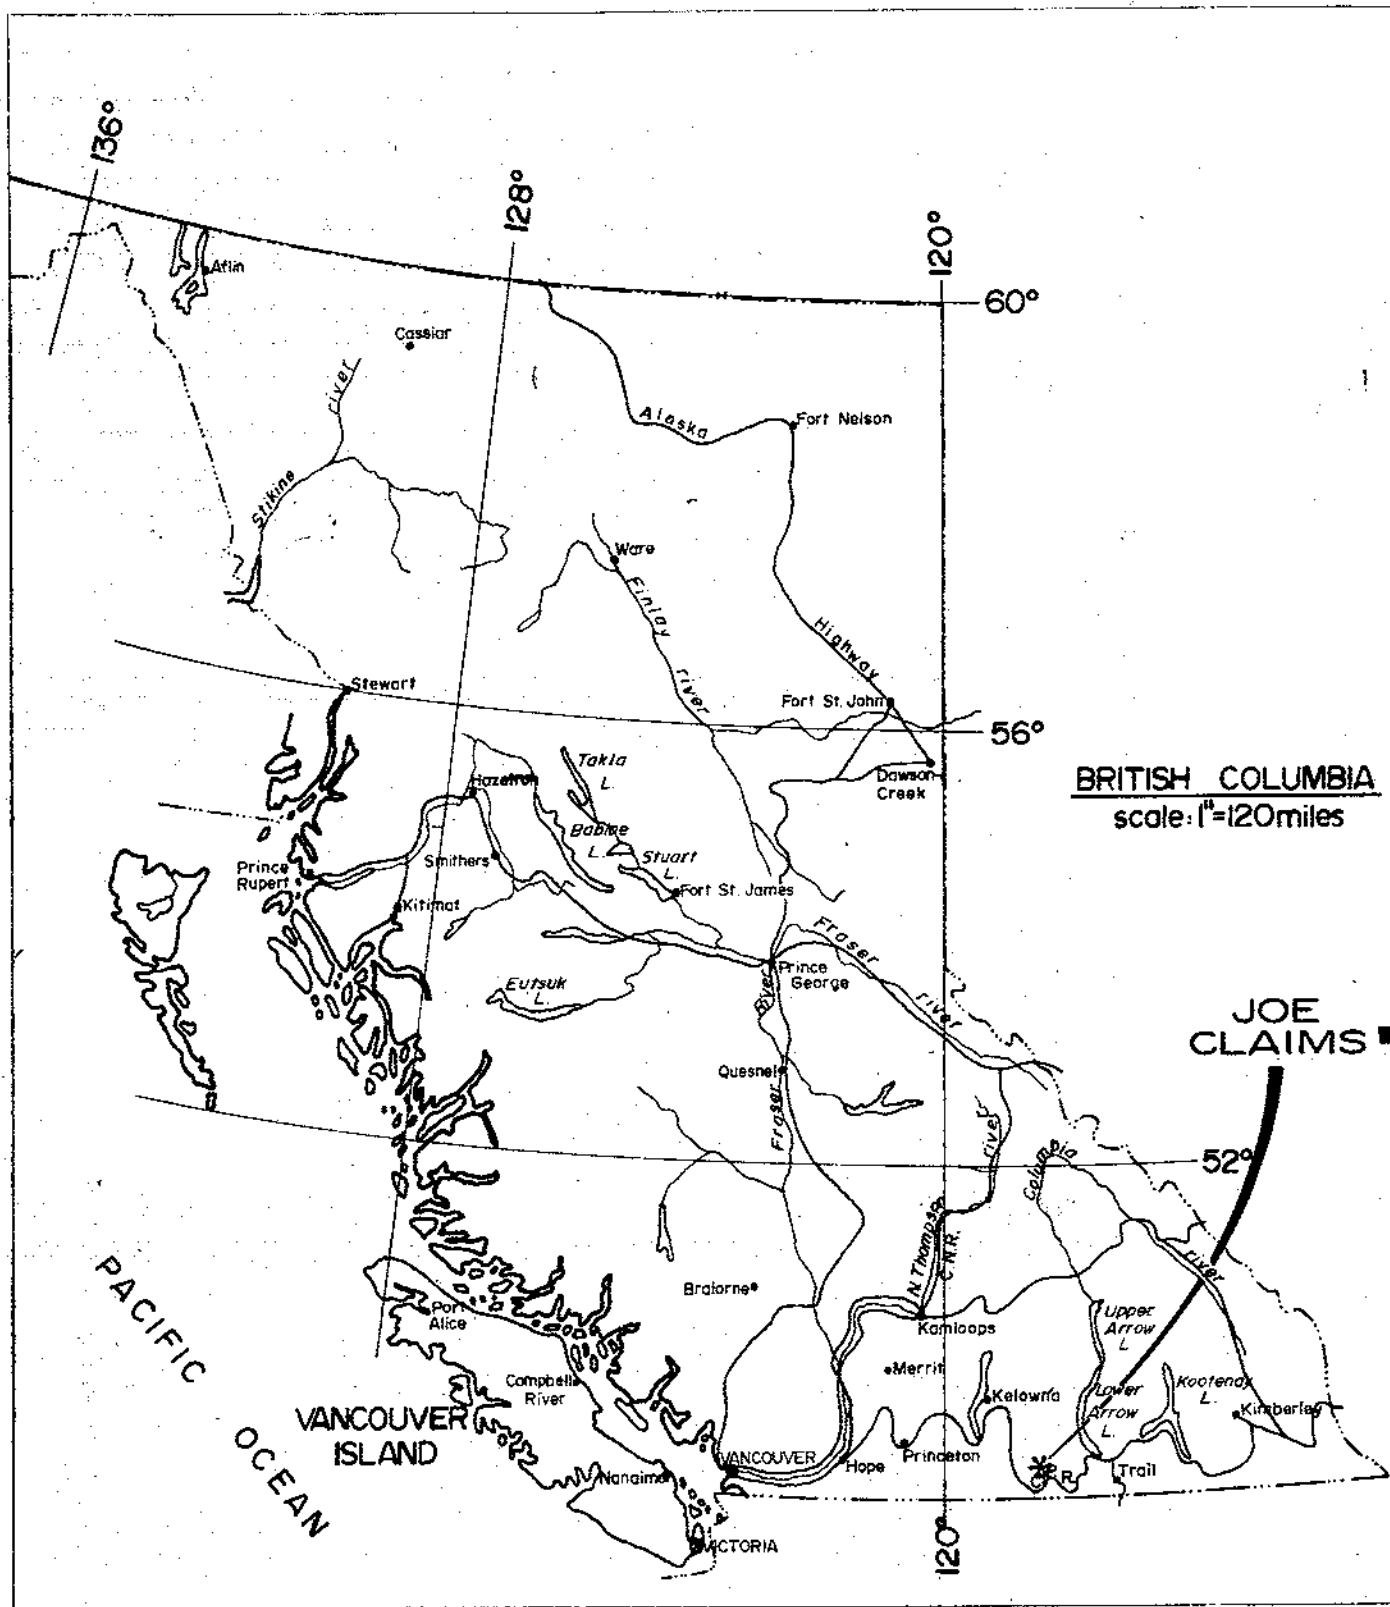 136°
128°
120°
60°
Atlin
Cassiar
river
Stikine
Alaska
Fort Nelson
Ware
Finlay
river
Highway
Stewart
Fort St. John
56°
Dawson
Creek
BRITISH COLUMBIA
scale: 1"=120miles
Takla
L.
Hazelton
Babine
L.
Stuart
L.
Smithers
Prince
Rupert
Kitimat
Fort St. James
Fraser
river
Prince
George
River
Eutsuk
L.
JOE
CLAIMS
Quesnel
Fraser
river
52°
Columbia
river
N. Thompson
C.N.R.
Bralorne
Port
Alice
Kamloops
Upper
Arrow
L.
Merrit
Kelowna
Lower
Arrow
L.
Kootenay
L.
Kimberley
Campbell
River
VANCOUVER
ISLAND
PACIFIC
OCEAN
Nanaimo
VANCOUVER
Hope
Princeton
C.P.R.
Trail
VICTORIA
120°